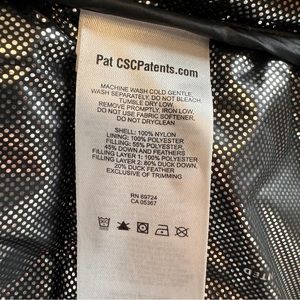 Pat CSCPatents.com
MACHINE WASH COLD GENTLE,
WASH SEPARATELY, DO NOT BLEACH,
TUMBLE DRY LOW,
REMOVE PROMPTLY, IRON LOW,
DO NOT USE FABRIC SOFTENER,
DO NOT DRYCLEAN
SHELL: 100% NYLON
LINING: 100% POLYESTER
FILLING: 55% POLYESTER,
45% DOWN AND FEATHERS
FILLING LAYER 1: 100% POLYESTER
FILLING LAYER 2: 80% DUCK DOWN,
20% DUCK FEATHER
EXCLUSIVE OF TRIMMING
RN 69724
CA 05367